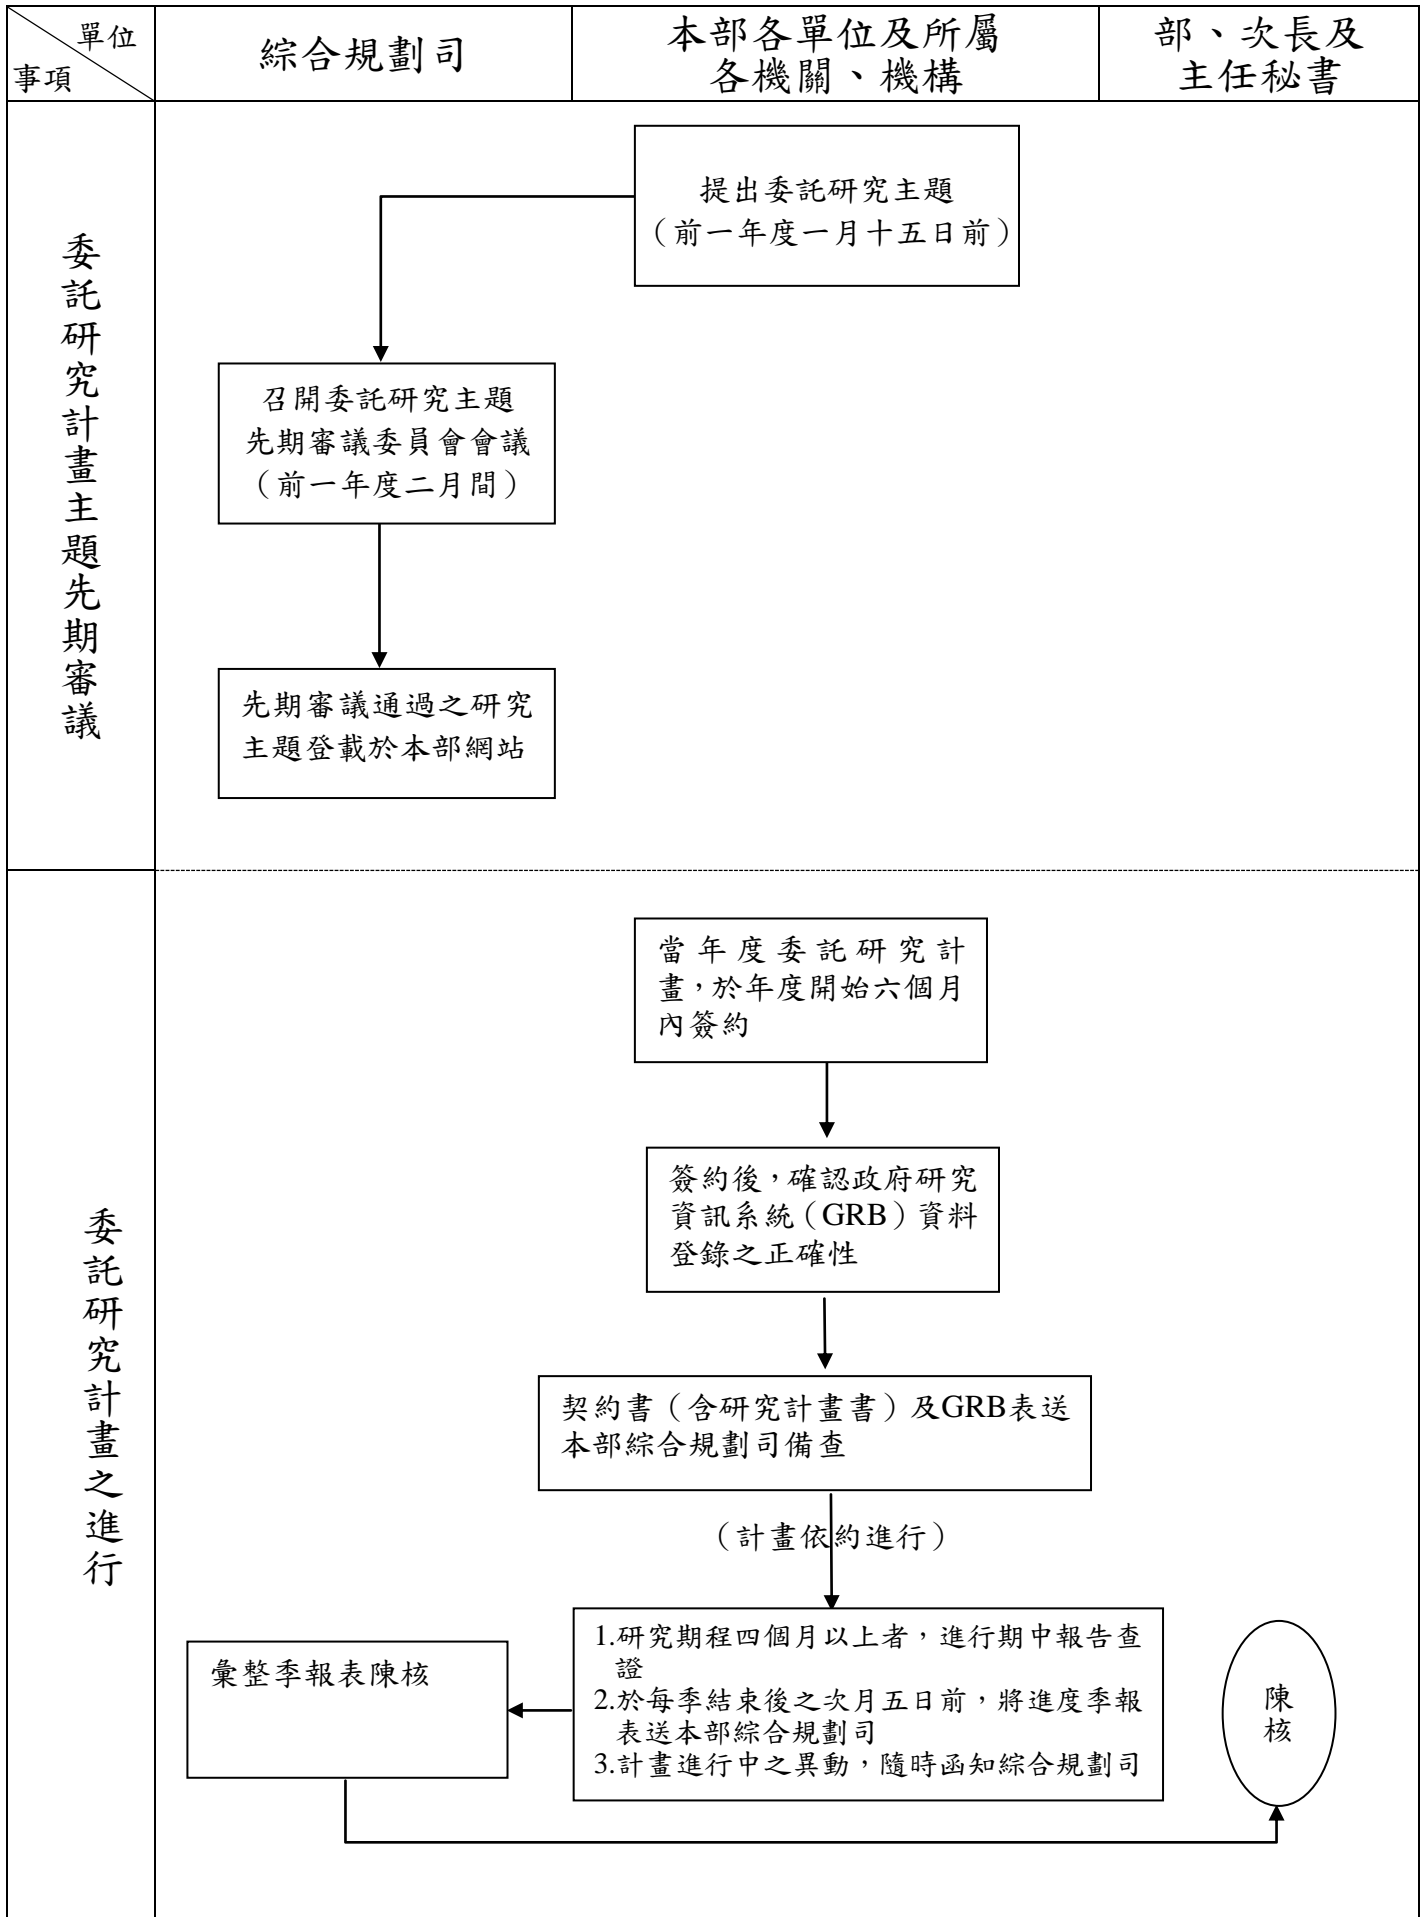 單位
事項
綜合規劃司
本部各單位及所屬
各機關、機構
部、次長及
主任秘書
委託研究計畫主題先期審議
提出委託研究主題
（前一年度一月十五日前）
召開委託研究主題
先期審議委員會會議
（前一年度二月間）
先期審議通過之研究
主題登載於本部網站
委託研究計畫之進行
當年度委託研究計
畫，於年度開始六個月
內簽約
簽約後，確認政府研究
資訊系統（GRB）資料
登錄之正確性
契約書（含研究計畫書）及GRB表送
本部綜合規劃司備查
（計畫依約進行）
1.研究期程四個月以上者，進行期中報告查
證
2.於每季結束後之次月五日前，將進度季報
表送本部綜合規劃司
3.計畫進行中之異動，隨時函知綜合規劃司
彙整季報表陳核
陳
核